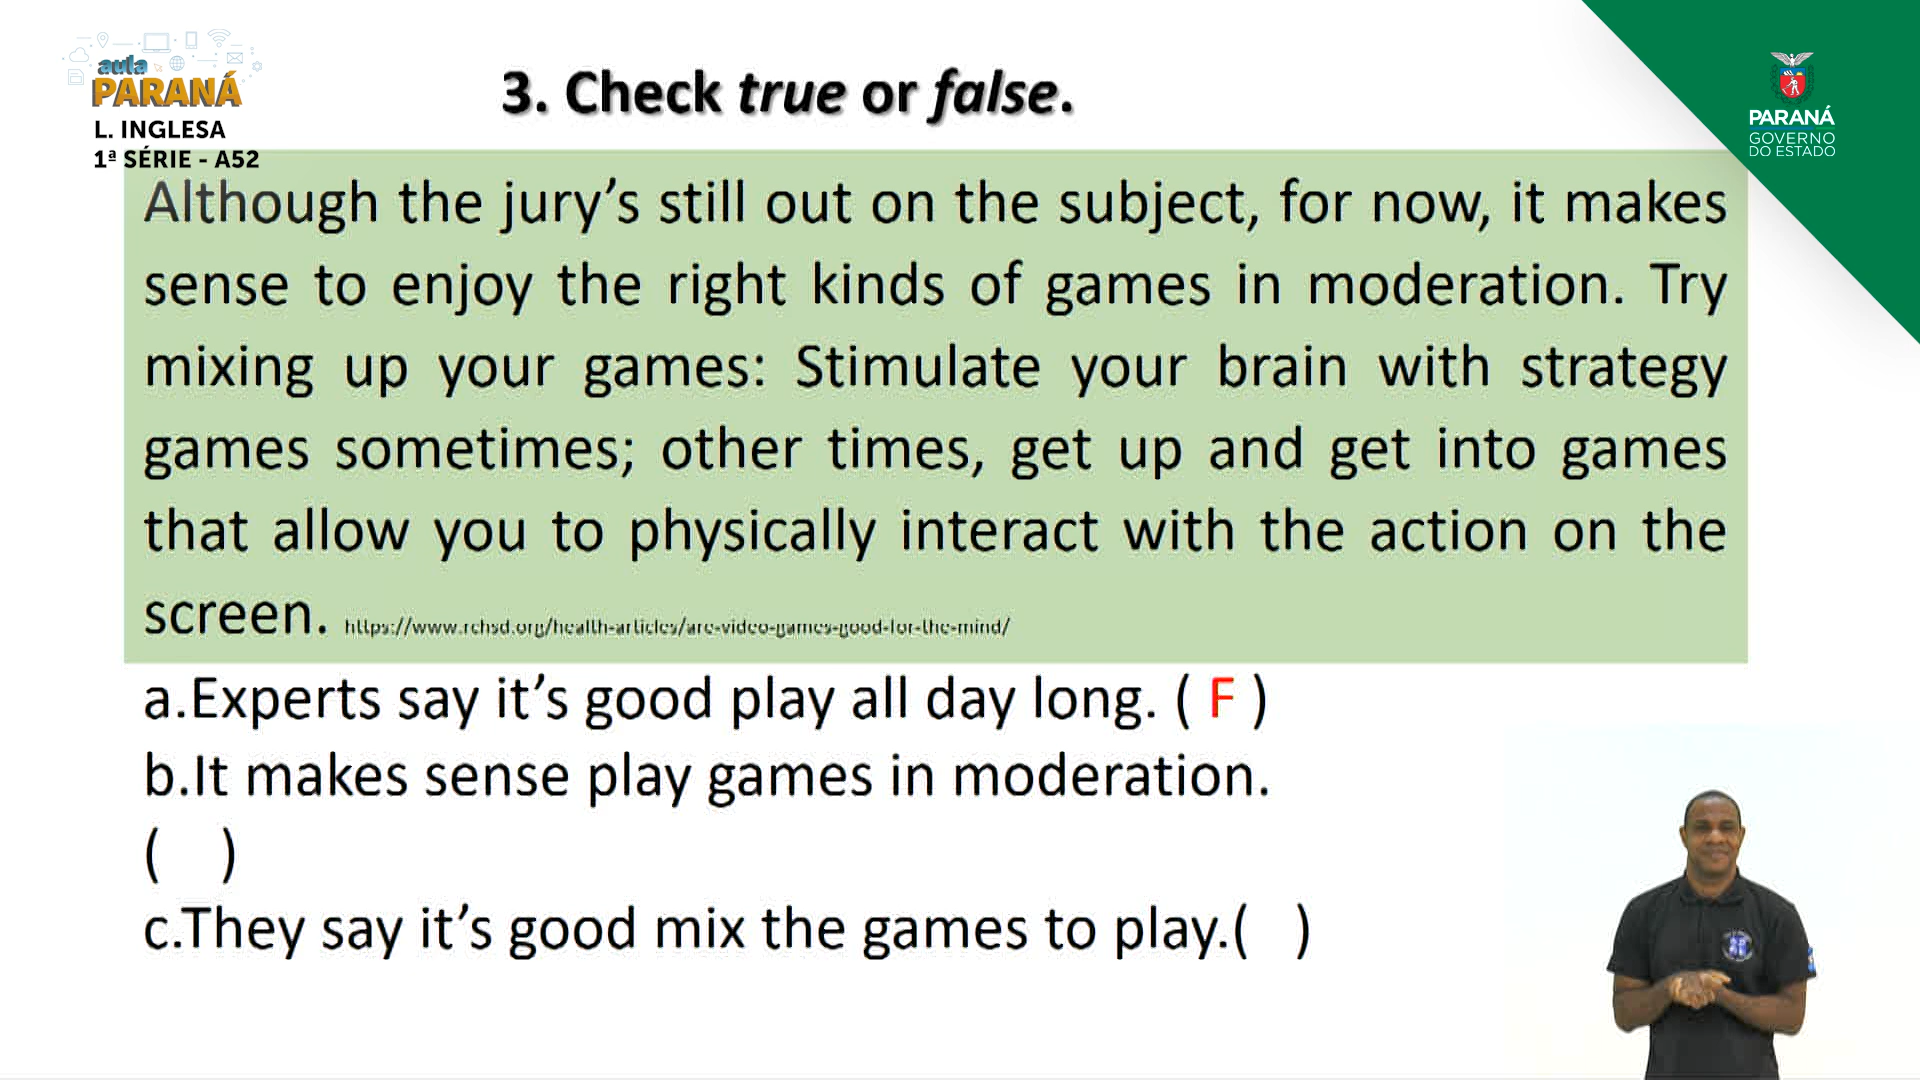 aula
PARANÁ
L. INGLESA
1ª SÉRIE - A52
3. Check true or false.
PARANÁ
GOVERNO
DO ESTADO
Although the jury’s still out on the subject, for now, it makes
sense to enjoy the right kinds of games in moderation. Try
mixing up your games: Stimulate your brain with strategy
games sometimes; other times, get up and get into games
that allow you to physically interact with the action on the
screen. https://www.rchsd.org/health-articles/are-video-games-good-for-the-mind/
a.Experts say it’s good play all day long. ( F )
b.It makes sense play games in moderation.
(   )
c.They say it’s good mix the games to play.(   )